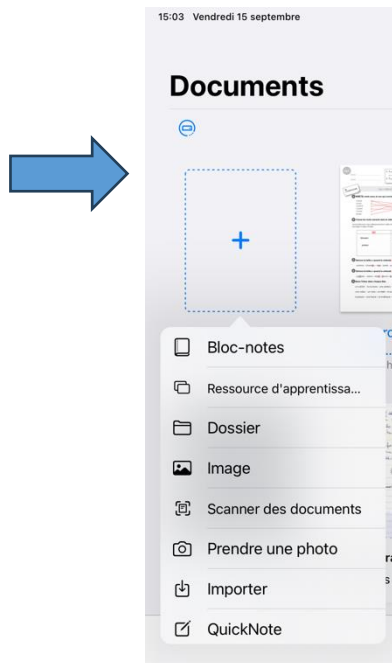 15:03 Vendredi 15 septembre
Documents
Bloc-notes
Ressource d'apprentissa...
Dossier
Image
Scanner des documents
Prendre une photo
Importer
QuickNote